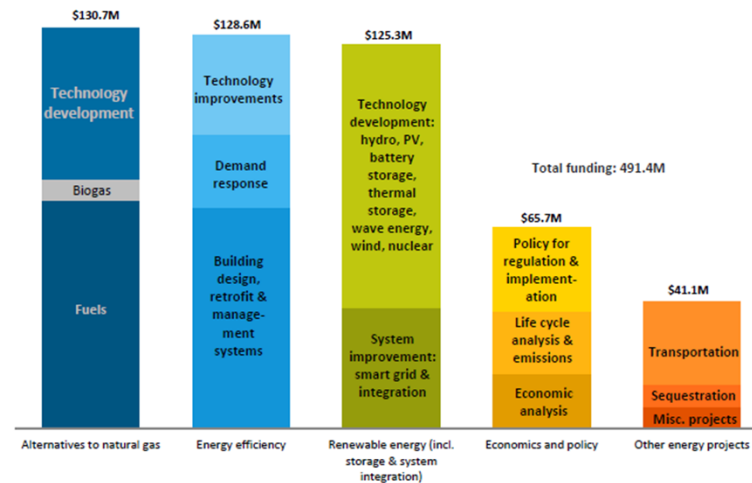 $130.7M
Technology
development
Biogas
Fuels
Alternatives to natural gas
$128.6M
Technology
improvements
Demand
response
Building
design,
retrofit &
manage-
ment
systems
Energy efficiency
$125.3M
Technology
development:
hydro, PV,
battery
storage,
thermal
storage,
wave energy,
wind, nuclear
System
improvement:
smart grid &
integration
Renewable energy (incl.
storage & system
integration)
Total funding: 491.4M
$65.7M
Policy for
regulation &
implement-
ation
Life cycle
analysis &
emissions
Economic
analysis
Economics and policy
$41.1M
Transportation
Sequestration
Misc. projects
Other energy projects